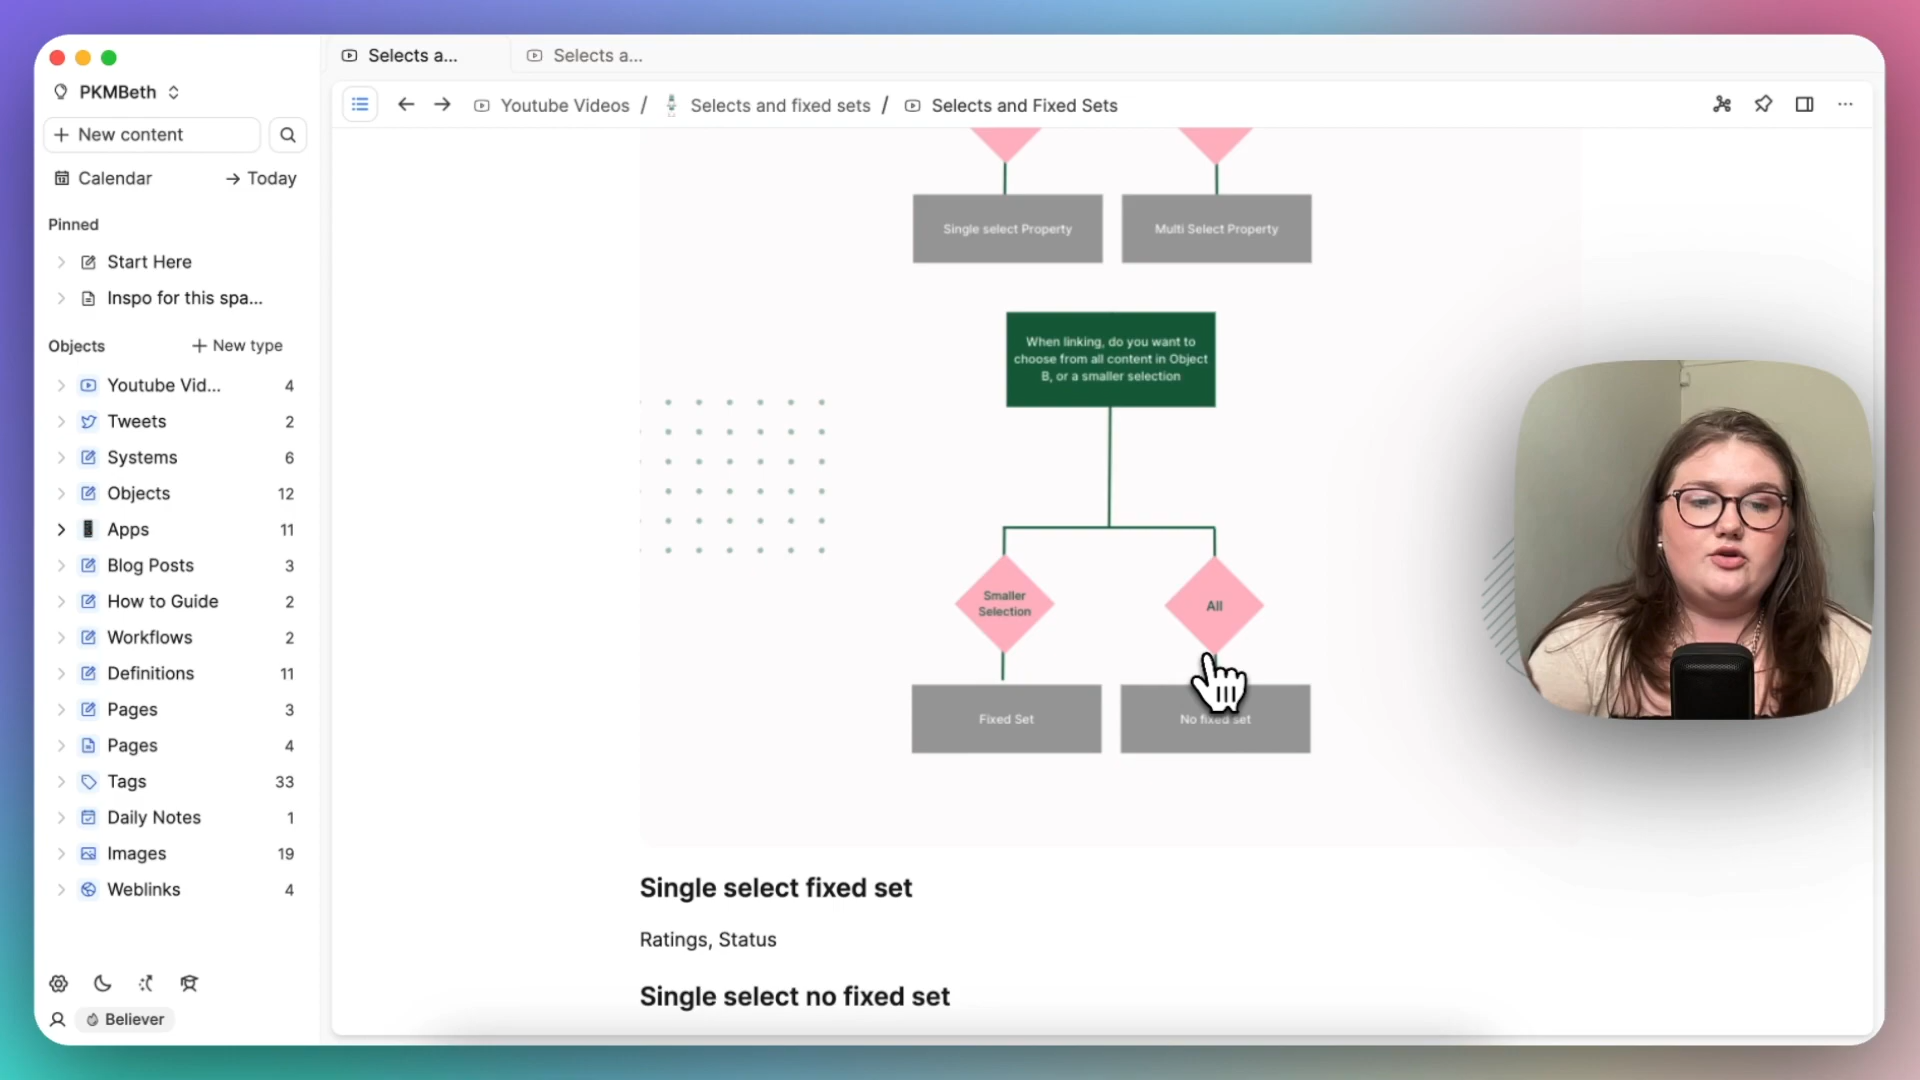 Selects a...
Selects a...
PKMBeth
Youtube Videos / Selects and fixed sets / Selects and Fixed Sets
New content
Calendar
Today
Pinned
Start Here
Inspo for this spa...
Objects
New type
Youtube Vid... 4
Tweets 2
Systems 6
Objects 12
Apps 11
Blog Posts 3
How to Guide 2
Workflows 2
Definitions 11
Pages 3
Pages 4
Tags 33
Daily Notes 1
Images 19
Weblinks 4
Believer
Single select Property
Multi Select Property
When linking, do you want to
choose from all content in Object
B, or a smaller selection
Smaller
Selection
All
Fixed Set
No fixed set
Single select fixed set
Ratings, Status
Single select no fixed set